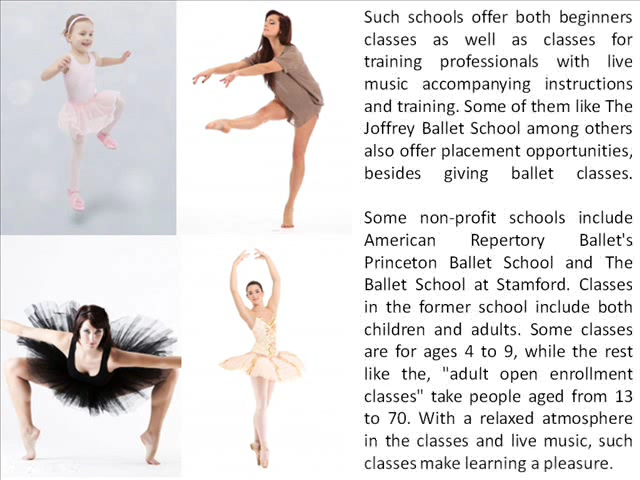 Such schools offer both beginners
classes as well as classes for
training professionals with live
music accompanying instructions
and training. Some of them like The
Joffrey Ballet School among others
also offer placement opportunities,
besides giving ballet classes.
Some non-profit schools include
American Repertory Ballet's
Princeton Ballet School and The
Ballet School at Stamford. Classes
in the former school include both
children and adults. Some classes
are for ages 4 to 9, while the rest
like the, "adult open enrollment
classes" take people aged from 13
to 70. With a relaxed atmosphere
in the classes and live music, such
classes make learning a pleasure.